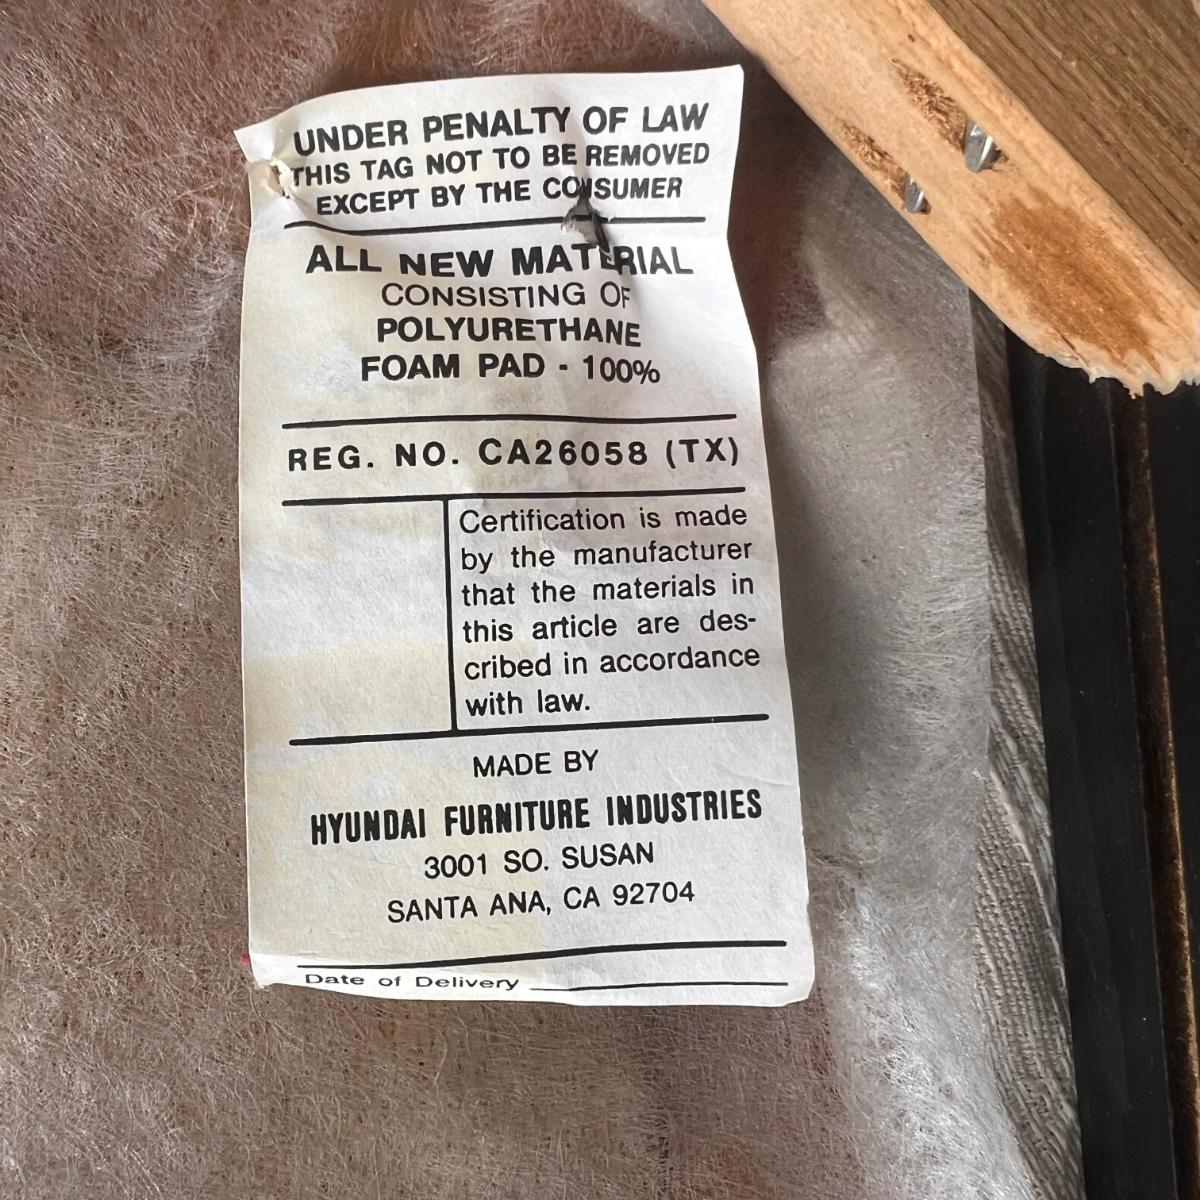 UNDER PENALTY OF LAW
THIS TAG NOT TO BE REMOVED
EXCEPT BY THE CONSUMER
ALL NEW MATERIAL
CONSISTING OF
POLYURETHANE
FOAM PAD - 100%
REG. NO. CA26058 (TX)
Certification is made
by the manufacturer
that the materials in
this article are des-
cribed in accordance
with law.
MADE BY
HYUNDAI FURNITURE INDUSTRIES
3001 SO. SUSAN
SANTA ANA, CA 92704
Date of Delivery